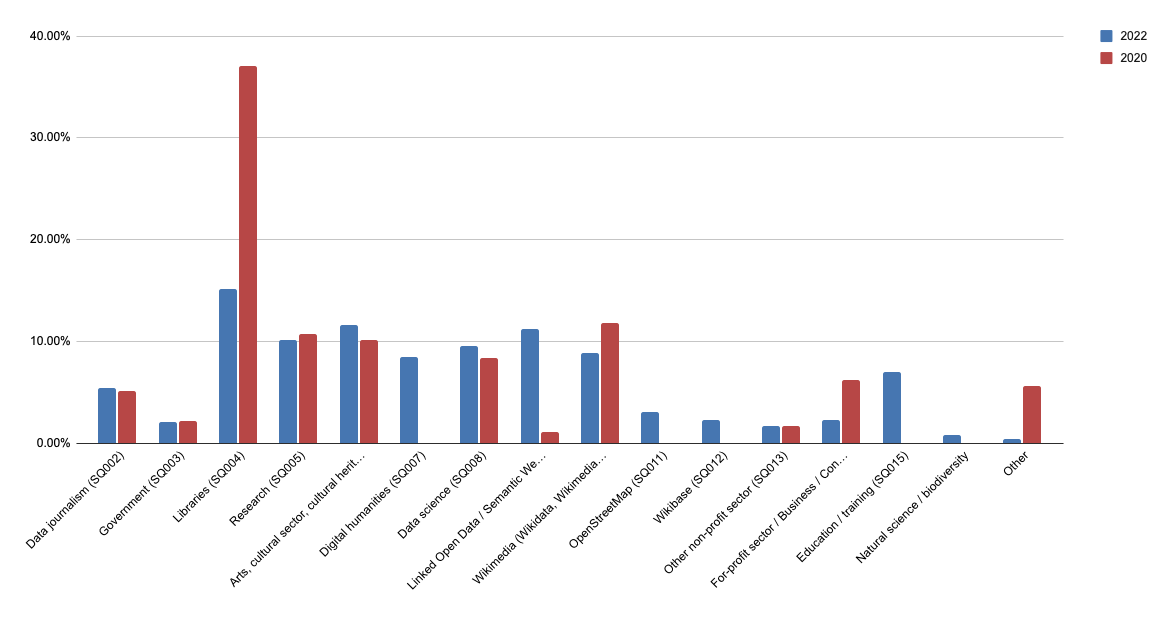 40.00%
30.00%
20.00%
10.00%
0.00%
2022
2020
Data journalism (SQ002)
Government (SQ003)
Libraries (SQ004)
Research (SQ005)
Arts, cultural sector, cultural herit…
Digital humanities (SQ007)
Data science (SQ008)
Linked Open Data / Semantic We…
Wikimedia (Wikidata, Wikimedia…
OpenStreetMap (SQ011)
Wikibase (SQ012)
Other non-profit sector (SQ013)
For-profit sector / Business / Con…
Education / training (SQ015)
Natural science / biodiversity
Other